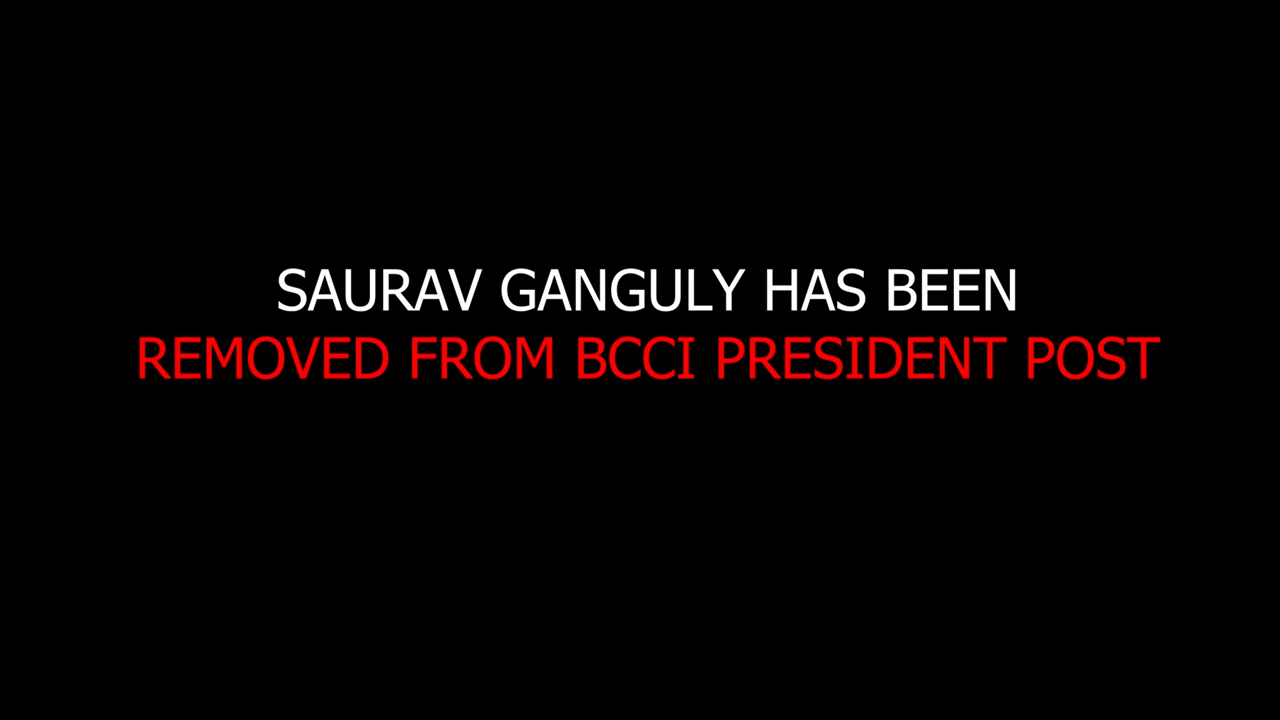 SAURAV GANGULY HAS BEEN
REMOVED FROM BCCI PRESIDENT POST